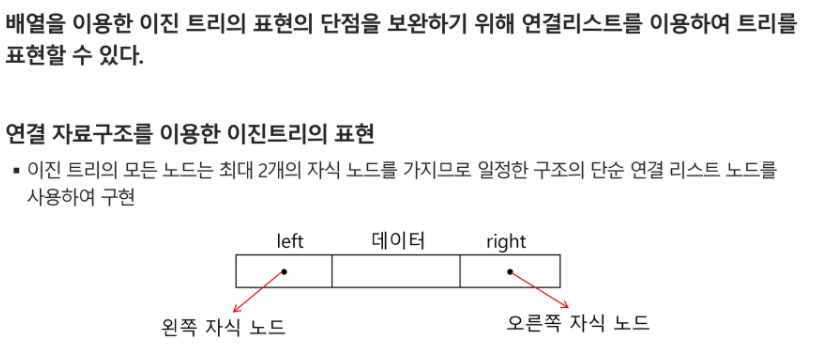 배열을 이용한 이진 트리의 표현의 단점을 보완하기 위해 연결리스트를 이용하여 트리를
표현할 수 있다.
연결 자료구조를 이용한 이진트리의 표현
▪ 이진 트리의 모든 노드는 최대 2개의 자식 노드를 가지므로 일정한 구조의 단순 연결 리스트 노드를
사용하여 구현
left 데이터 right
왼쪽 자식 노드 오른쪽 자식 노드